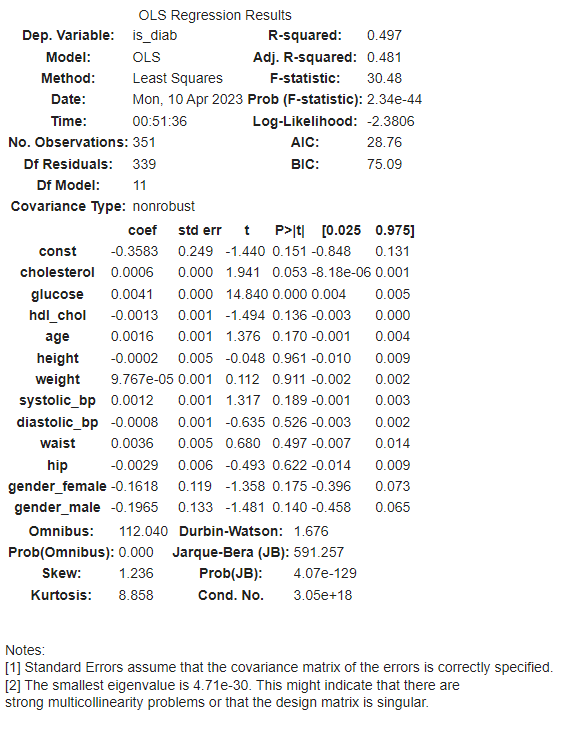 OLS Regression Results
Dep. Variable: is_diab R-squared: 0.497
Model: OLS Adj. R-squared: 0.481
Method: Least Squares F-statistic: 30.48
Date: Mon, 10 Apr 2023 Prob (F-statistic): 2.34e-44
Time: 00:51:36 Log-Likelihood: -2.3806
No. Observations: 351 AIC: 28.76
Df Residuals: 339 BIC: 75.09
Df Model: 11
Covariance Type: nonrobust
coef std err t P>|t| [0.025 0.975]
const -0.3583 0.249 -1.440 0.151 -0.848 0.131
cholesterol 0.0006 0.000 1.941 0.053 -8.18e-06 0.001
glucose 0.0041 0.000 14.840 0.000 0.004 0.005
hdl_chol -0.0013 0.001 -1.494 0.136 -0.003 0.000
age 0.0016 0.001 1.376 0.170 -0.001 0.004
height -0.0002 0.005 -0.048 0.961 -0.010 0.009
weight 9.767e-05 0.001 0.112 0.911 -0.002 0.002
systolic_bp 0.0012 0.001 1.317 0.189 -0.001 0.003
diastolic_bp -0.0008 0.001 -0.635 0.526 -0.003 0.002
waist 0.0036 0.005 0.680 0.497 -0.007 0.014
hip -0.0029 0.006 -0.493 0.622 -0.014 0.009
gender_female -0.1618 0.119 -1.358 0.175 -0.396 0.073
gender_male -0.1965 0.133 -1.481 0.140 -0.458 0.065
Omnibus: 112.040 Durbin-Watson: 1.676
Prob(Omnibus): 0.000 Jarque-Bera (JB): 591.257
Skew: 1.236 Prob(JB): 4.07e-129
Kurtosis: 8.858 Cond. No. 3.05e+18
Notes:
[1] Standard Errors assume that the covariance matrix of the errors is correctly specified.
[2] The smallest eigenvalue is 4.71e-30. This might indicate that there are
strong multicollinearity problems or that the design matrix is singular.